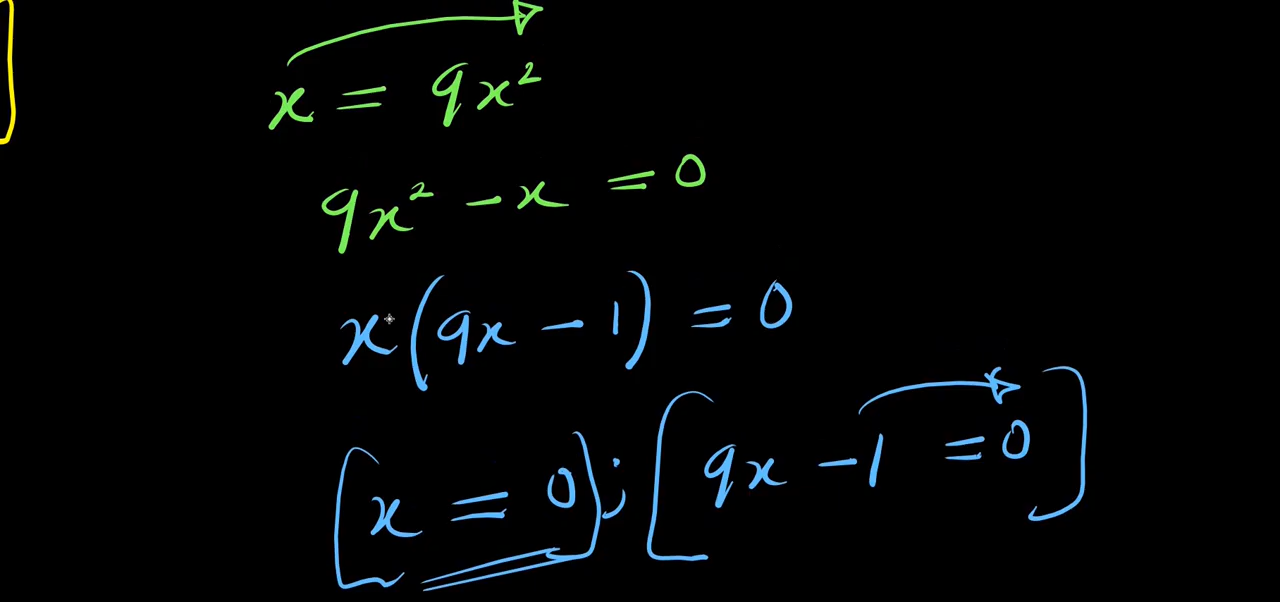 x = 9x²
9x² - x = 0
x(9x - 1) = 0
[x = 0]; [9x - 1 = 0]